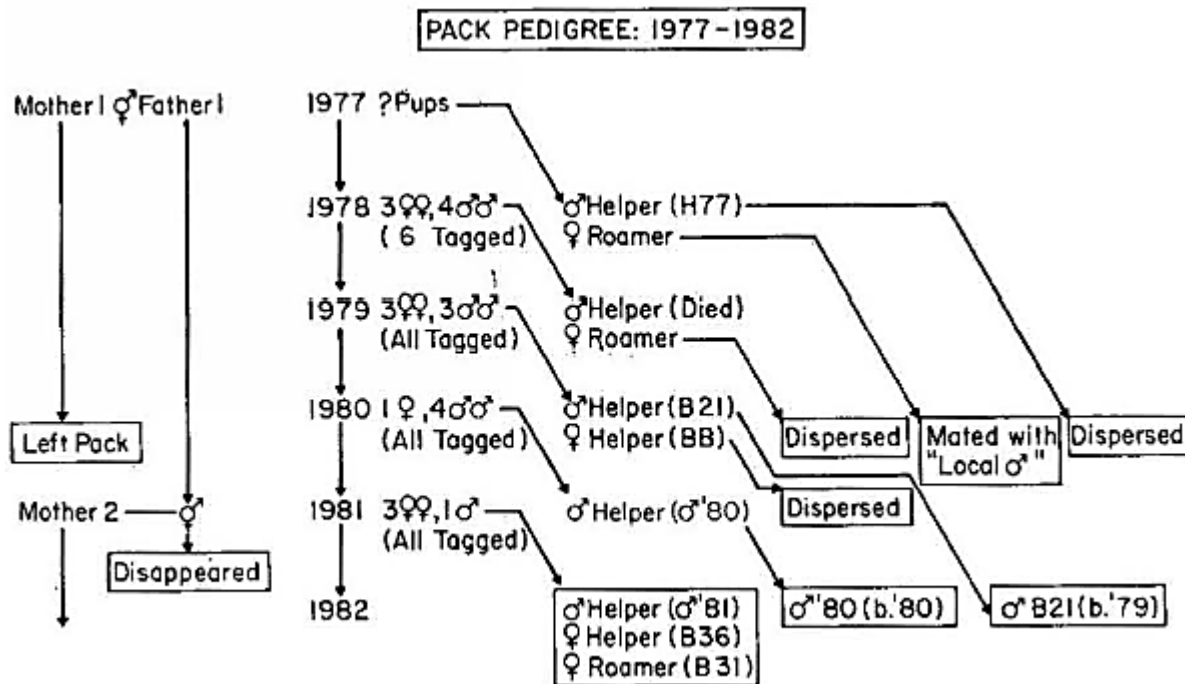 PACK PEDIGREE: 1977-1982
Mother 1 ⚥ Father 1
1977 ?Pups
1978 3♀♀,4♂♂
(6 Tagged)
♂Helper (H77)
♀ Roamer
1979 3♀♀,3♂♂
(All Tagged)
♂Helper (Died)
♀ Roamer
1980 1♀,4♂♂
(All Tagged)
♂Helper (B21)
♀ Helper (BB)
Left Pack
Dispersed
Mated with
"Local ♂"
Dispersed
Mother 2 ♂
1981 3♀♀,1♂
(All Tagged)
♂Helper (♂'80)
Dispersed
Disappeared
1982
♂Helper (♂'81)
♀ Helper (B36)
♀ Roamer (B31)
♂'80 (b.'80)
♂ B21 (b.'79)